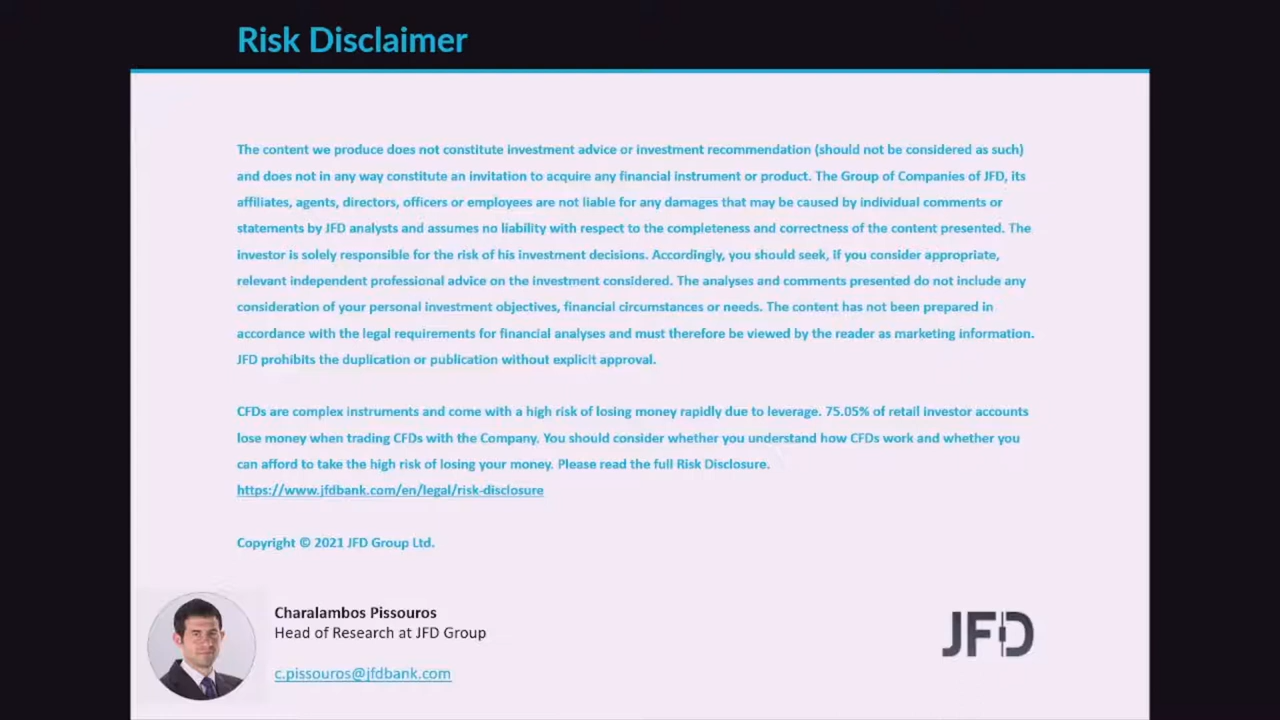 Risk Disclaimer
The content we produce does not constitute investment advice or investment recommendation (should not be considered as such)
and does not in any way constitute an invitation to acquire any financial instrument or product. The Group of Companies of JFD, its
affiliates, agents, directors, officers or employees are not liable for any damages that may be caused by individual comments or
statements by JFD analysts and assumes no liability with respect to the completeness and correctness of the content presented. The
investor is solely responsible for the risk of his investment decisions. Accordingly, you should seek, if you consider appropriate,
relevant independent professional advice on the investment considered. The analyses and comments presented do not include any
consideration of your personal investment objectives, financial circumstances or needs. The content has not been prepared in
accordance with the legal requirements for financial analyses and must therefore be viewed by the reader as marketing information.
JFD prohibits the duplication or publication without explicit approval.
CFDs are complex instruments and come with a high risk of losing money rapidly due to leverage. 75.05% of retail investor accounts
lose money when trading CFDs with the Company. You should consider whether you understand how CFDs work and whether you
can afford to take the high risk of losing your money. Please read the full Risk Disclosure.
https://www.jfdbank.com/en/legal/risk-disclosure
Copyright © 2021 JFD Group Ltd.
Charalambos Pissouros
Head of Research at JFD Group
c.pissouros@jfdbank.com
JFD